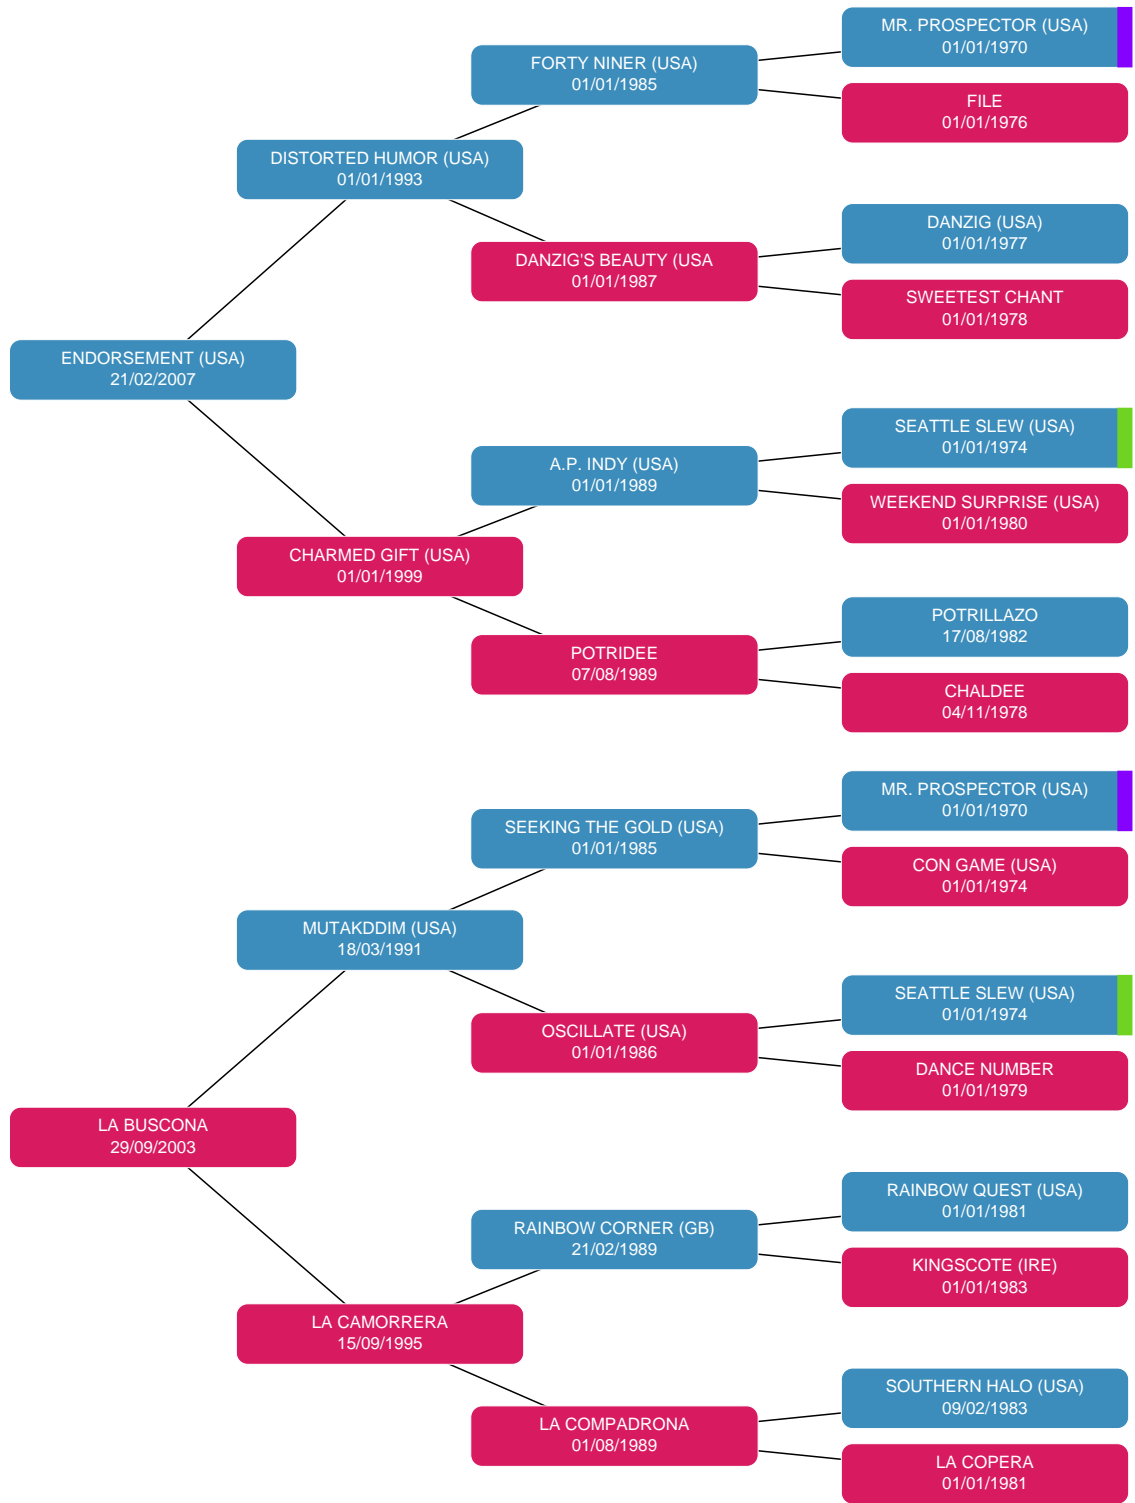 MR. PROSPECTOR (USA)
01/01/1970
FORTY NINER (USA)
01/01/1985
FILE
01/01/1976
DISTORTED HUMOR (USA)
01/01/1993
DANZIG (USA)
01/01/1977
DANZIG'S BEAUTY (USA
01/01/1987
SWEETEST CHANT
01/01/1978
ENDORSEMENT (USA)
21/02/2007
SEATTLE SLEW (USA)
01/01/1974
A.P. INDY (USA)
01/01/1989
WEEKEND SURPRISE (USA)
01/01/1980
CHARMED GIFT (USA)
01/01/1999
POTRILLAZO
17/08/1982
POTRIDEE
07/08/1989
CHALDEE
04/11/1978
MR. PROSPECTOR (USA)
01/01/1970
SEEKING THE GOLD (USA)
01/01/1985
CON GAME (USA)
01/01/1974
MUTAKDDIM (USA)
18/03/1991
SEATTLE SLEW (USA)
01/01/1974
OSCILLATE (USA)
01/01/1986
DANCE NUMBER
01/01/1979
LA BUSCONA
29/09/2003
RAINBOW QUEST (USA)
01/01/1981
RAINBOW CORNER (GB)
21/02/1989
KINGSCOTE (IRE)
01/01/1983
LA CAMORRERA
15/09/1995
SOUTHERN HALO (USA)
09/02/1983
LA COMPADRONA
01/08/1989
LA COPERA
01/01/1981